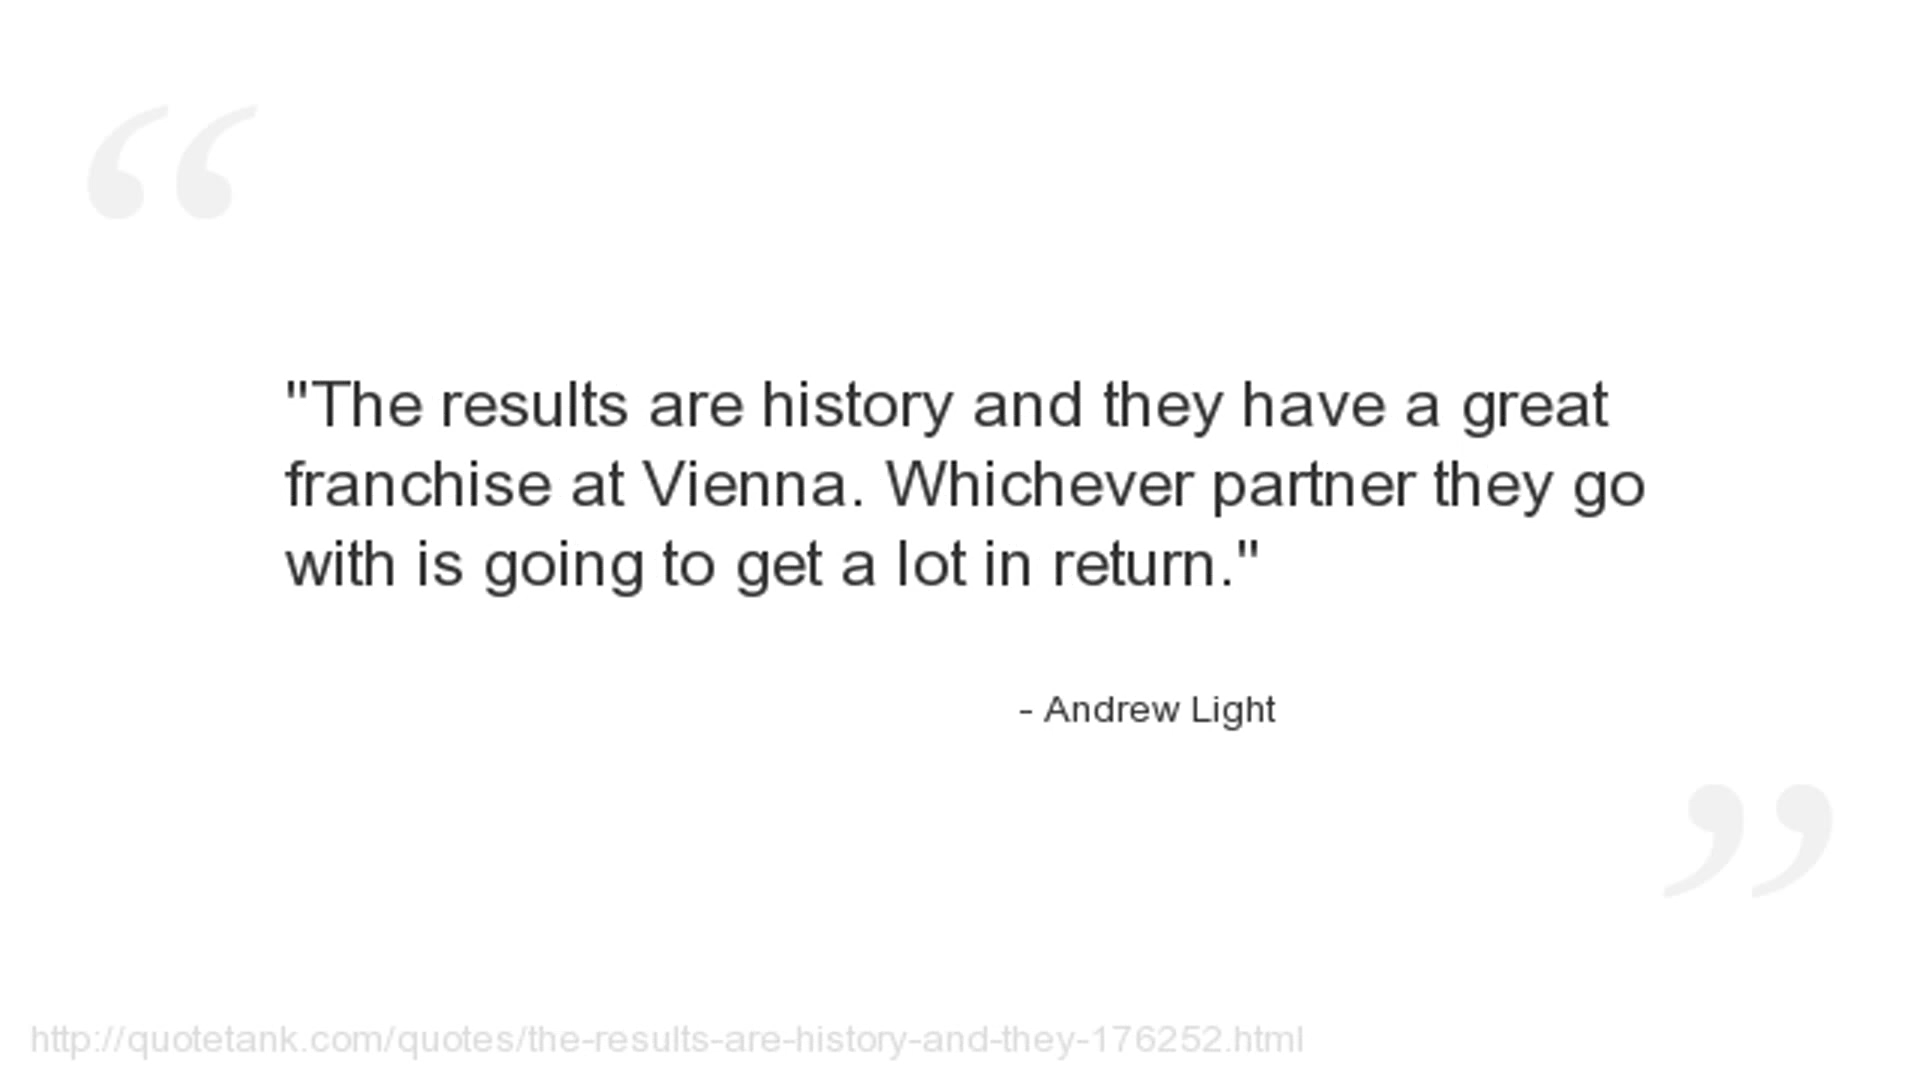 “
"The results are history and they have a great
franchise at Vienna. Whichever partner they go
with is going to get a lot in return."
- Andrew Light
”
http://quotetank.com/quotes/the-results-are-history-and-they-176252.html